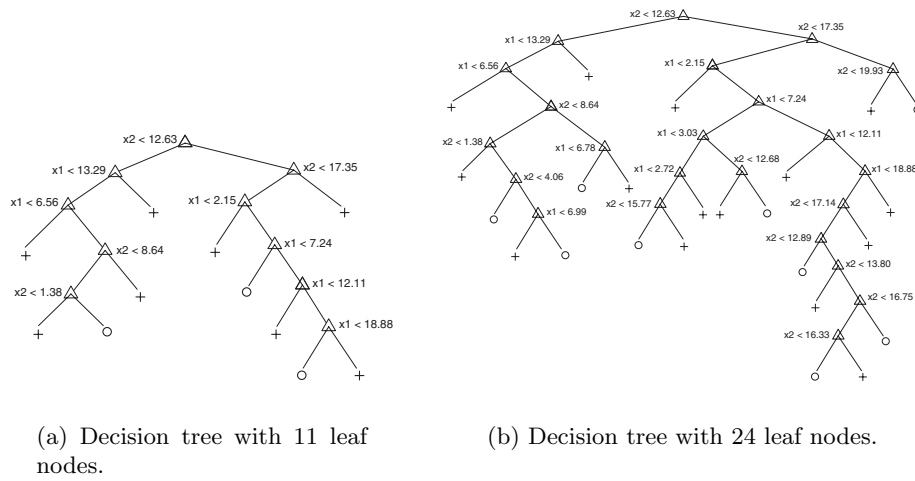 x2 < 12.63
x1 < 13.29
x2 < 17.35
x1 < 6.56
x1 < 2.15
x2 < 8.64
x1 < 7.24
x2 < 1.38
x1 < 12.11
x1 < 18.88
(a) Decision tree with 11 leaf
nodes.
x2 < 12.63
x1 < 13.29
x2 < 17.35
x1 < 6.56
x1 < 2.15
x2 < 19.93
x2 < 8.64
x1 < 7.24
x2 < 1.38
x1 < 6.78
x1 < 3.03
x1 < 12.11
x2 < 4.06
x1 < 2.72
x2 < 12.68
x1 < 18.88
x1 < 6.99
x2 < 15.77
x2 < 17.14
x2 < 12.89
x2 < 13.80
x2 < 16.75
x2 < 16.33
(b) Decision tree with 24 leaf nodes.